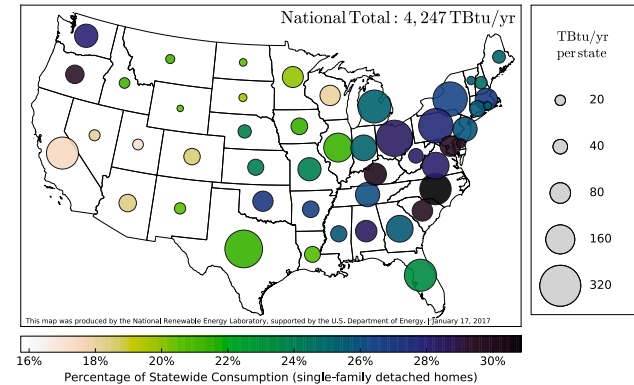 National Total: 4,247 TBtu/yr
TBtu/yr
per state
20
40
80
160
320
This map was produced by the National Renewable Energy Laboratory, supported by the U.S. Department of Energy. | January 17, 2017
16% 18% 20% 22% 24% 26% 28% 30%
Percentage of Statewide Consumption (single-family detached homes)